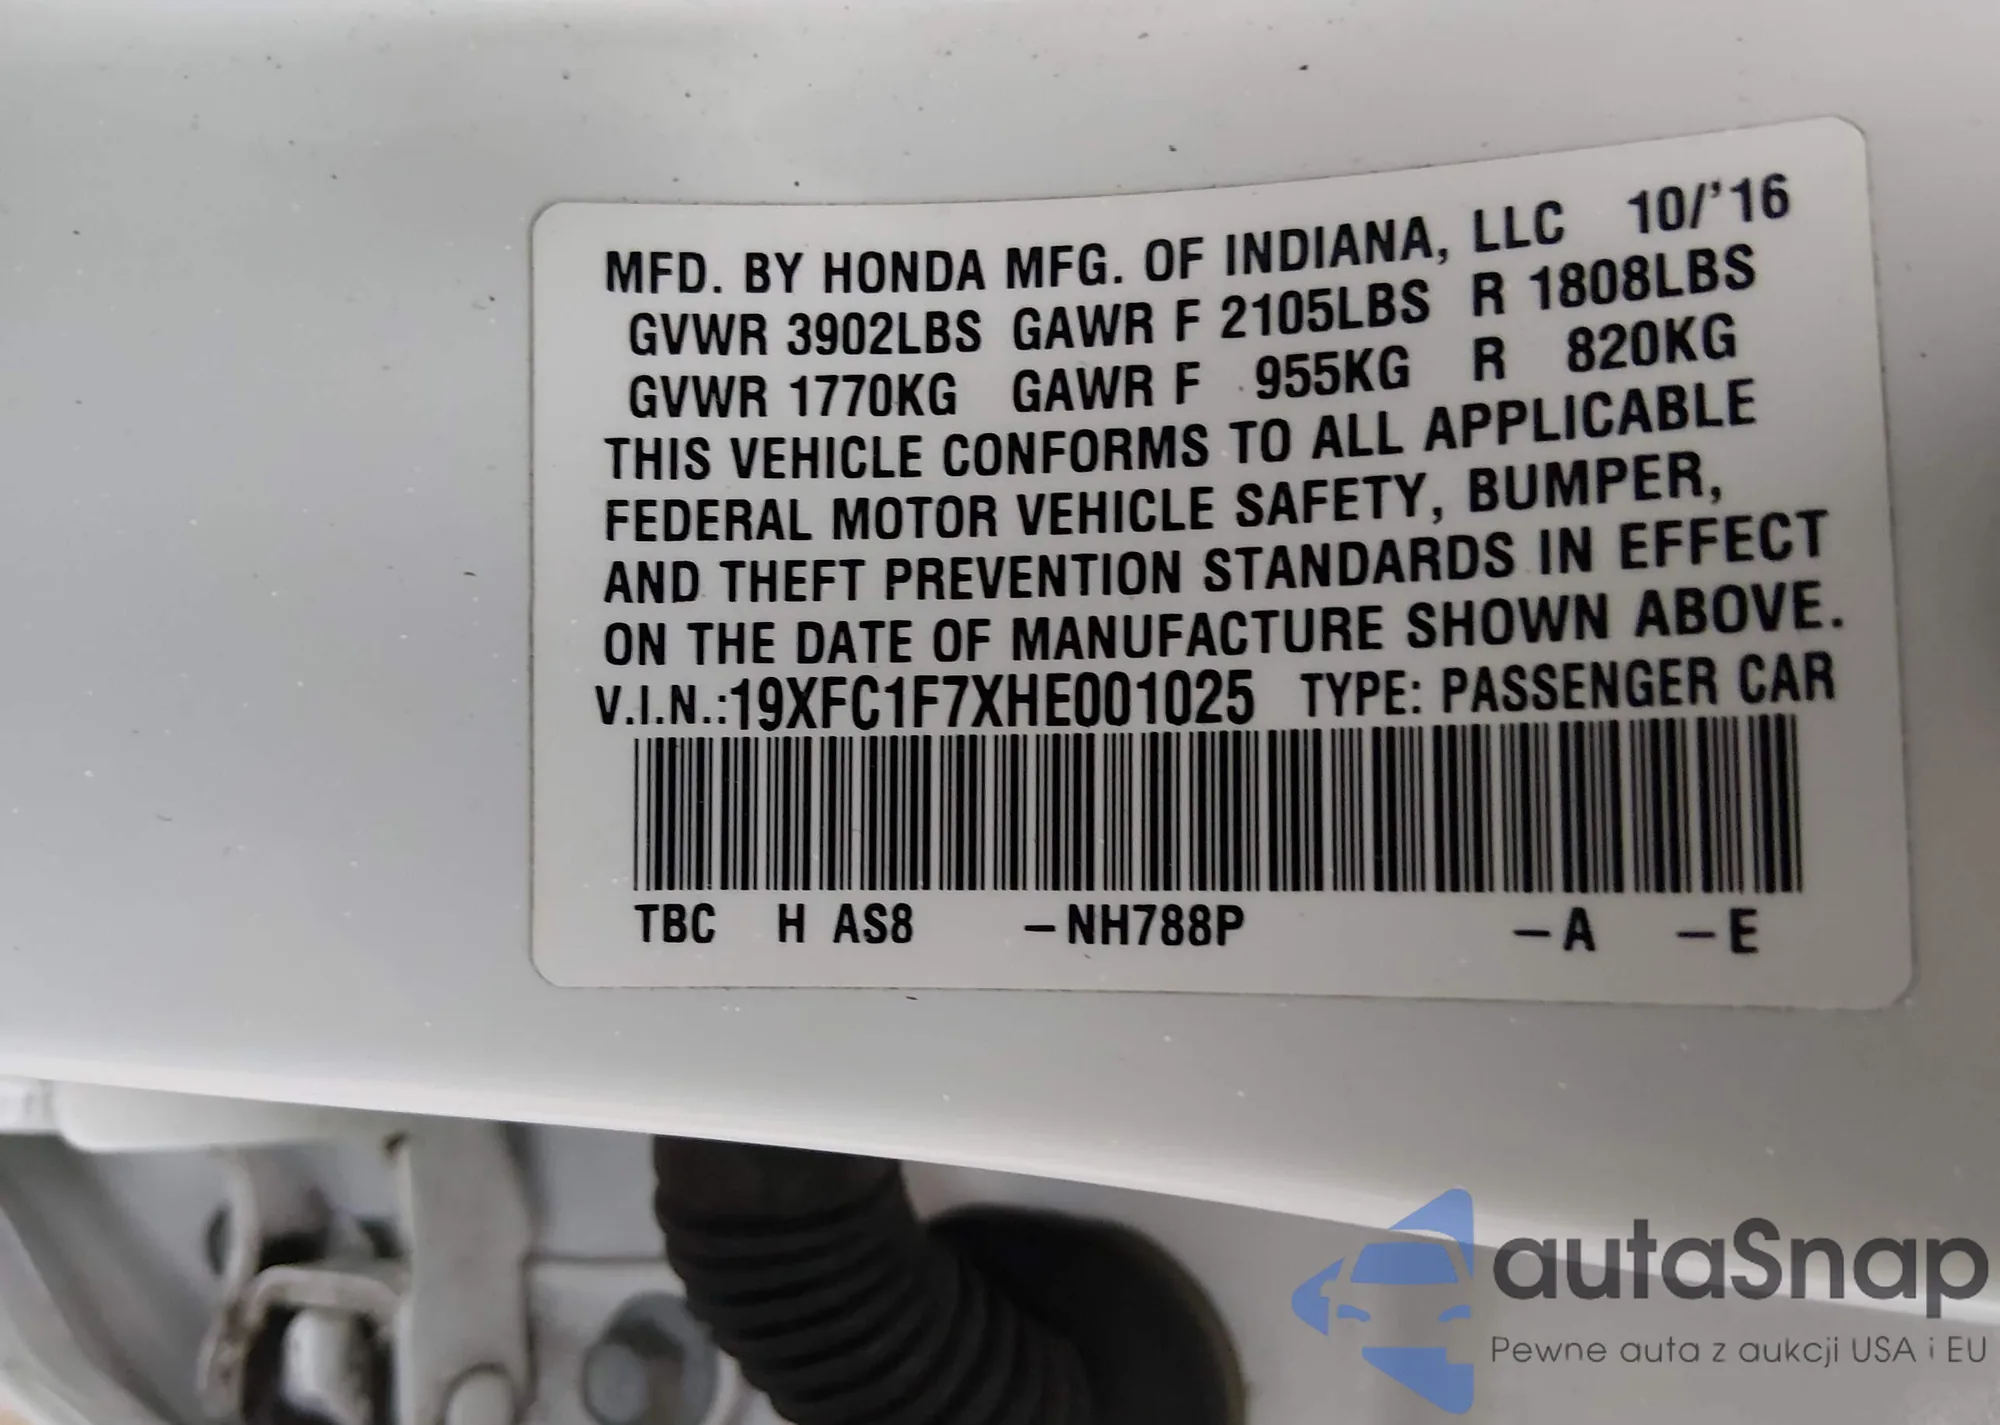 MFD. BY HONDA MFG. OF INDIANA, LLC 10/'16
GVWR 3902LBS GAWR F 2105LBS R 1808LBS
GVWR 1770KG GAWR F 955KG R 820KG
THIS VEHICLE CONFORMS TO ALL APPLICABLE
FEDERAL MOTOR VEHICLE SAFETY, BUMPER,
AND THEFT PREVENTION STANDARDS IN EFFECT
ON THE DATE OF MANUFACTURE SHOWN ABOVE.
V.I.N.:19XFC1F7XHE001025 TYPE: PASSENGER CAR
TBC H AS8 –NH788P –A –E
autaSnap
Pewne auta z aukcji USA i EU